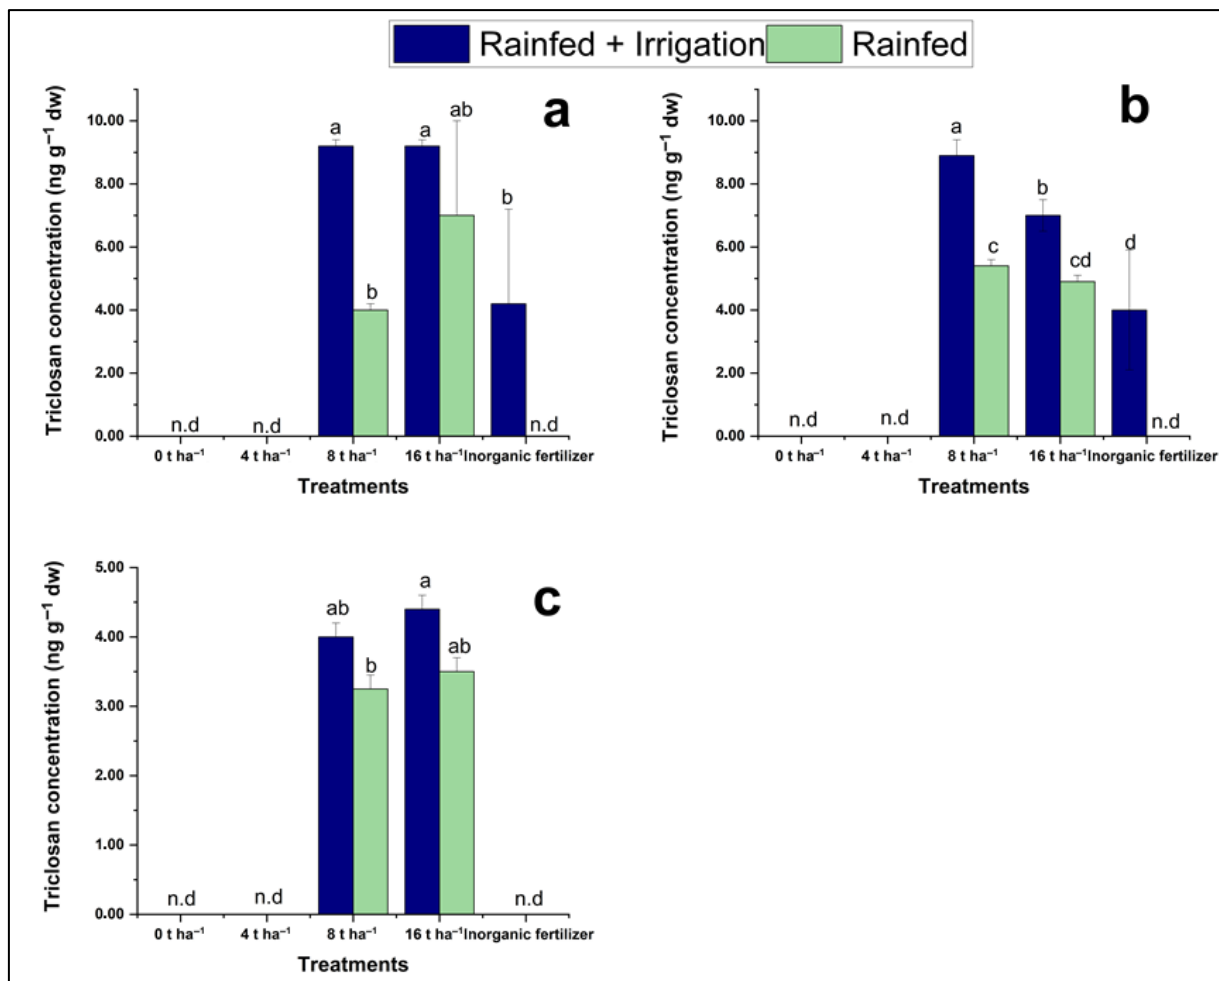 Rainfed + Irrigation Rainfed
a
Triclosan concentration (ng g⁻¹ dw)
10.00
8.00
6.00
4.00
2.00
0.00
n.d
n.d
a
b
a
ab
b
n.d
0 t ha⁻¹ 4 t ha⁻¹ 8 t ha⁻¹ 16 t ha⁻¹ Inorganic fertilizer
Treatments
b
Triclosan concentration (ng g⁻¹ dw)
10.00
8.00
6.00
4.00
2.00
0.00
n.d
n.d
a
c
b
cd
d
n.d
0 t ha⁻¹ 4 t ha⁻¹ 8 t ha⁻¹ 16 t ha⁻¹ Inorganic fertilizer
Treatments
c
Triclosan concentration (ng g⁻¹ dw)
5.00
4.00
3.00
2.00
1.00
0.00
n.d
n.d
ab
b
a
ab
n.d
0 t ha⁻¹ 4 t ha⁻¹ 8 t ha⁻¹ 16 t ha⁻¹ Inorganic fertilizer
Treatments